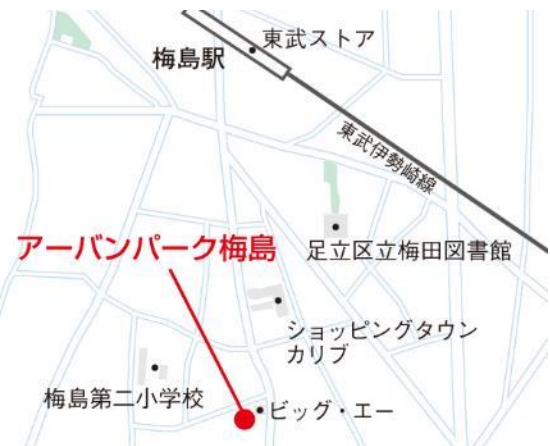 東武ストア
梅島駅
東武伊勢崎線
アーバンパーク梅島
足立区立梅田図書館
ショッピングタウン
カリブ
梅島第二小学校
ビッグ・エー